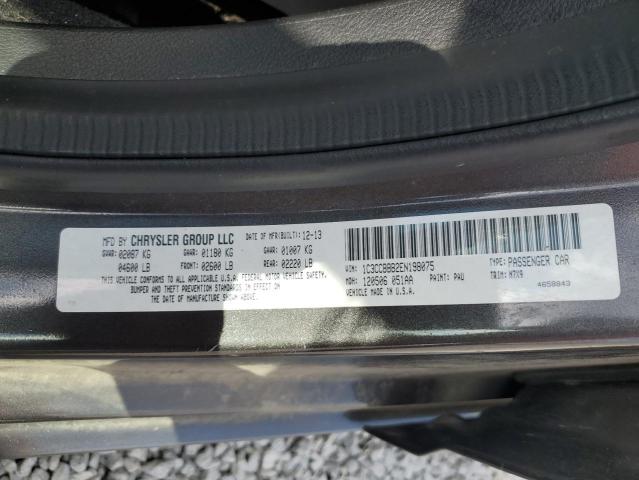 MFD BY CHRYSLER GROUP LLC DATE OF MFR(BUILT): 12-13
GVWR: 02087 KG GAWR: 01180 KG GAWR: 01007 KG
04600 LB FRONT: 02600 LB REAR: 02220 LB
THIS VEHICLE CONFORMS TO ALL APPLICABLE U.S.A. FEDERAL MOTOR VEHICLE SAFETY,
BUMPER AND THEFT PREVENTION STANDARDS IN EFFECT ON
THE DATE OF MANUFACTURE SHOWN ABOVE.
VIN: 1C3CCBBB2EN198075 TYPE: PASSENGER CAR
MDH: 120506 051AA PAINT: PAU TRIM: H7X9
VEHICLE MADE IN U.S.A. 4658843